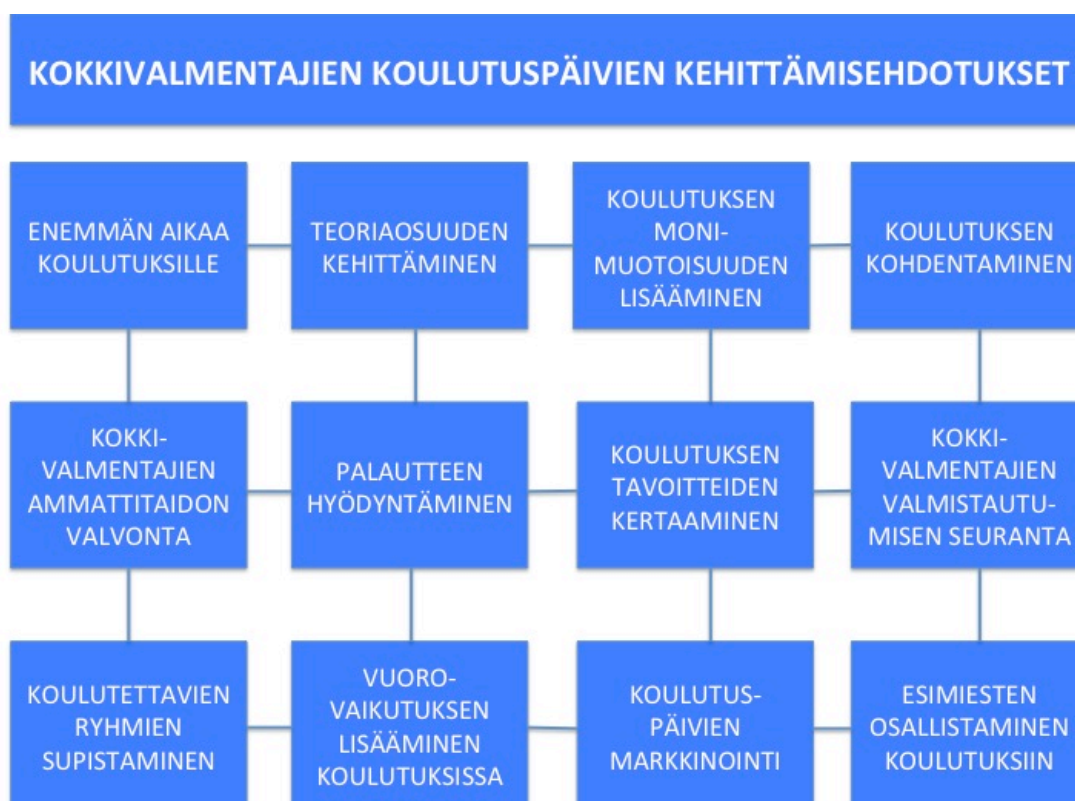 KOKKIVALMENTAJIEN KOULUTUSPÄIVIEN KEHITTÄMISEHDOTUKSET
ENEMMÄN AIKAA
KOULUTUKSILLE
TEORIAOSUUDEN
KEHITTÄMINEN
KOULUTUKSEN
MONI-
MUOTOISUUDEN
LISÄÄMINEN
KOULUTUKSEN
KOHDENTAMINEN
KOKKI-
VALMENTAJIEN
AMMATTITAIDON
VALVONTA
PALAUTTEEN
HYÖDYNTÄMINEN
KOULUTUKSEN
TAVOITTEIDEN
KERTAAMINEN
KOKKI-
VALMENTAJIEN
VALMISTAUTU-
MISEN SEURANTA
KOULUTETTAVIEN
RYHMIEN
SUPISTAMINEN
VUORO-
VAIKUTUKSEN
LISÄÄMINEN
KOULUTUKSISSA
KOULUTUS-
PÄIVIEN
MARKKINOINTI
ESIMIESTEN
OSALLISTAMINEN
KOULUTUKSIIN